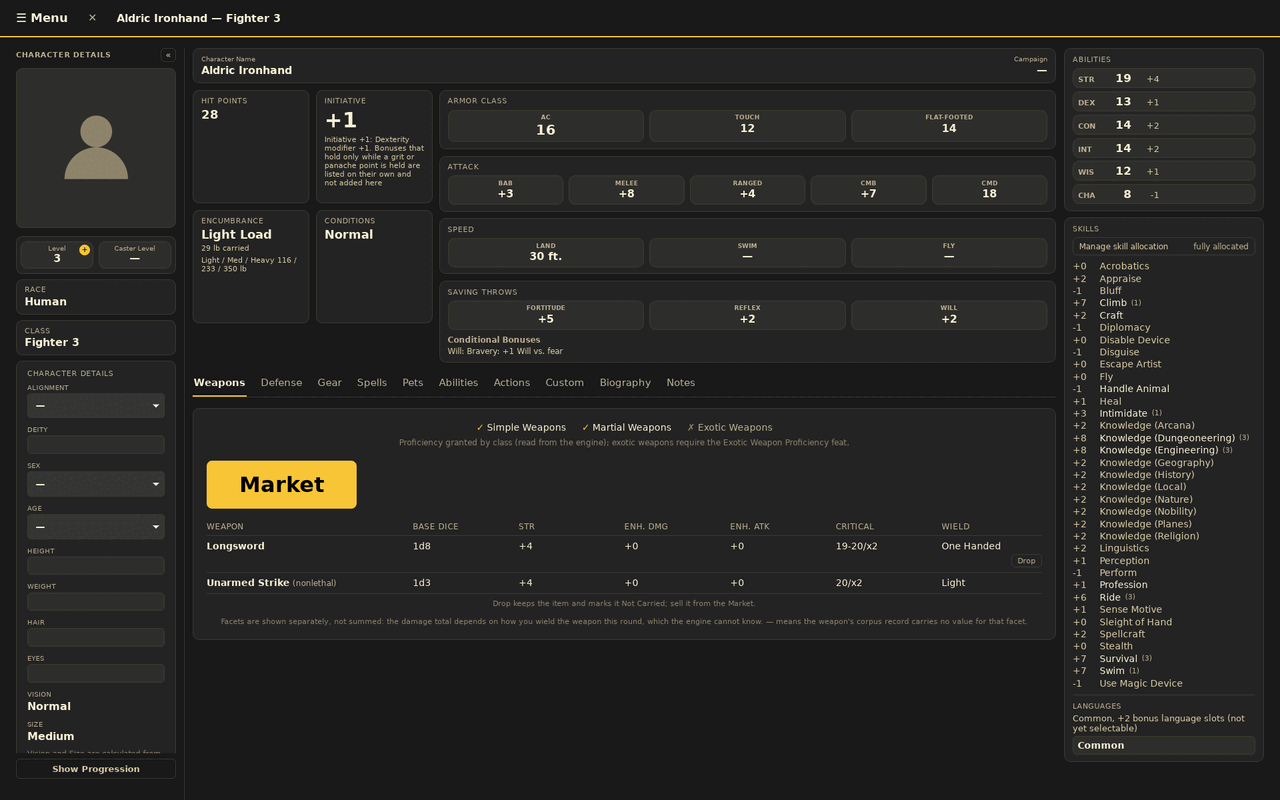 ☰ Menu × Aldric Ironhand — Fighter 3
CHARACTER DETAILS «
Level
3
+
Caster Level
—
RACE
Human
CLASS
Fighter 3
CHARACTER DETAILS
ALIGNMENT
—
DEITY
SEX
—
AGE
—
HEIGHT
WEIGHT
HAIR
EYES
VISION
Normal
SIZE
Medium
Vision and Size are calculated from
Show Progression
Character Name
Aldric Ironhand
Campaign
—
HIT POINTS
28
INITIATIVE
+1
Initiative +1: Dexterity
modifier +1. Bonuses that
hold only while a grit or
panache point is held are
listed on their own and
not added here
ENCUMBRANCE
Light Load
29 lb carried
Light / Med / Heavy 116 /
233 / 350 lb
CONDITIONS
Normal
ARMOR CLASS
AC
16
TOUCH
12
FLAT-FOOTED
14
ATTACK
BAB
+3
MELEE
+8
RANGED
+4
CMB
+7
CMD
18
SPEED
LAND
30 ft.
SWIM
—
FLY
—
SAVING THROWS
FORTITUDE
+5
REFLEX
+2
WILL
+2
Conditional Bonuses
Will: Bravery: +1 Will vs. fear
Weapons Defense Gear Spells Pets Abilities Actions Custom Biography Notes
✓ Simple Weapons ✓ Martial Weapons ✗ Exotic Weapons
Proficiency granted by class (read from the engine); exotic weapons require the Exotic Weapon Proficiency feat.
Market
WEAPON BASE DICE STR ENH. DMG ENH. ATK CRITICAL WIELD
Longsword 1d8 +4 +0 +0 19-20/x2 One Handed
Drop
Unarmed Strike (nonlethal) 1d3 +4 +0 +0 20/x2 Light
Drop keeps the item and marks it Not Carried; sell it from the Market.
Facets are shown separately, not summed: the damage total depends on how you wield the weapon this round, which the engine cannot know. — means the weapon's corpus record carries no value for that facet.
ABILITIES
STR 19 +4
DEX 13 +1
CON 14 +2
INT 14 +2
WIS 12 +1
CHA 8 -1
SKILLS
Manage skill allocation fully allocated
+0 Acrobatics
+2 Appraise
-1 Bluff
+7 Climb (1)
+2 Craft
-1 Diplomacy
+0 Disable Device
-1 Disguise
+0 Escape Artist
+0 Fly
-1 Handle Animal
+1 Heal
+3 Intimidate (1)
+2 Knowledge (Arcana)
+8 Knowledge (Dungeoneering) (3)
+8 Knowledge (Engineering) (3)
+2 Knowledge (Geography)
+2 Knowledge (History)
+2 Knowledge (Local)
+2 Knowledge (Nature)
+2 Knowledge (Nobility)
+2 Knowledge (Planes)
+2 Knowledge (Religion)
+2 Linguistics
+1 Perception
-1 Perform
+1 Profession
+6 Ride (3)
+1 Sense Motive
+0 Sleight of Hand
+2 Spellcraft
+0 Stealth
+7 Survival (3)
+7 Swim (1)
-1 Use Magic Device
LANGUAGES
Common, +2 bonus language slots (not
yet selectable)
Common